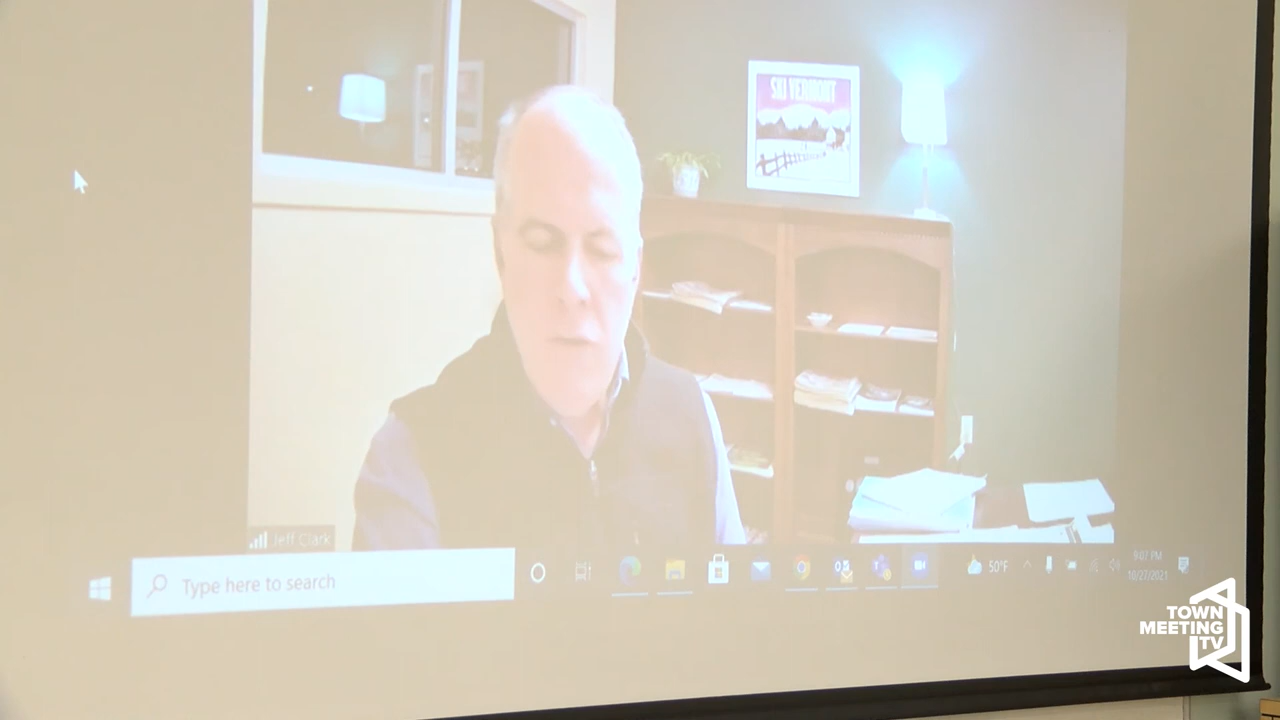 SKI VERMONT
Jeff Clark
Type here to search
50°F
9:07 PM
10/27/2021
TOWN
MEETING
TV